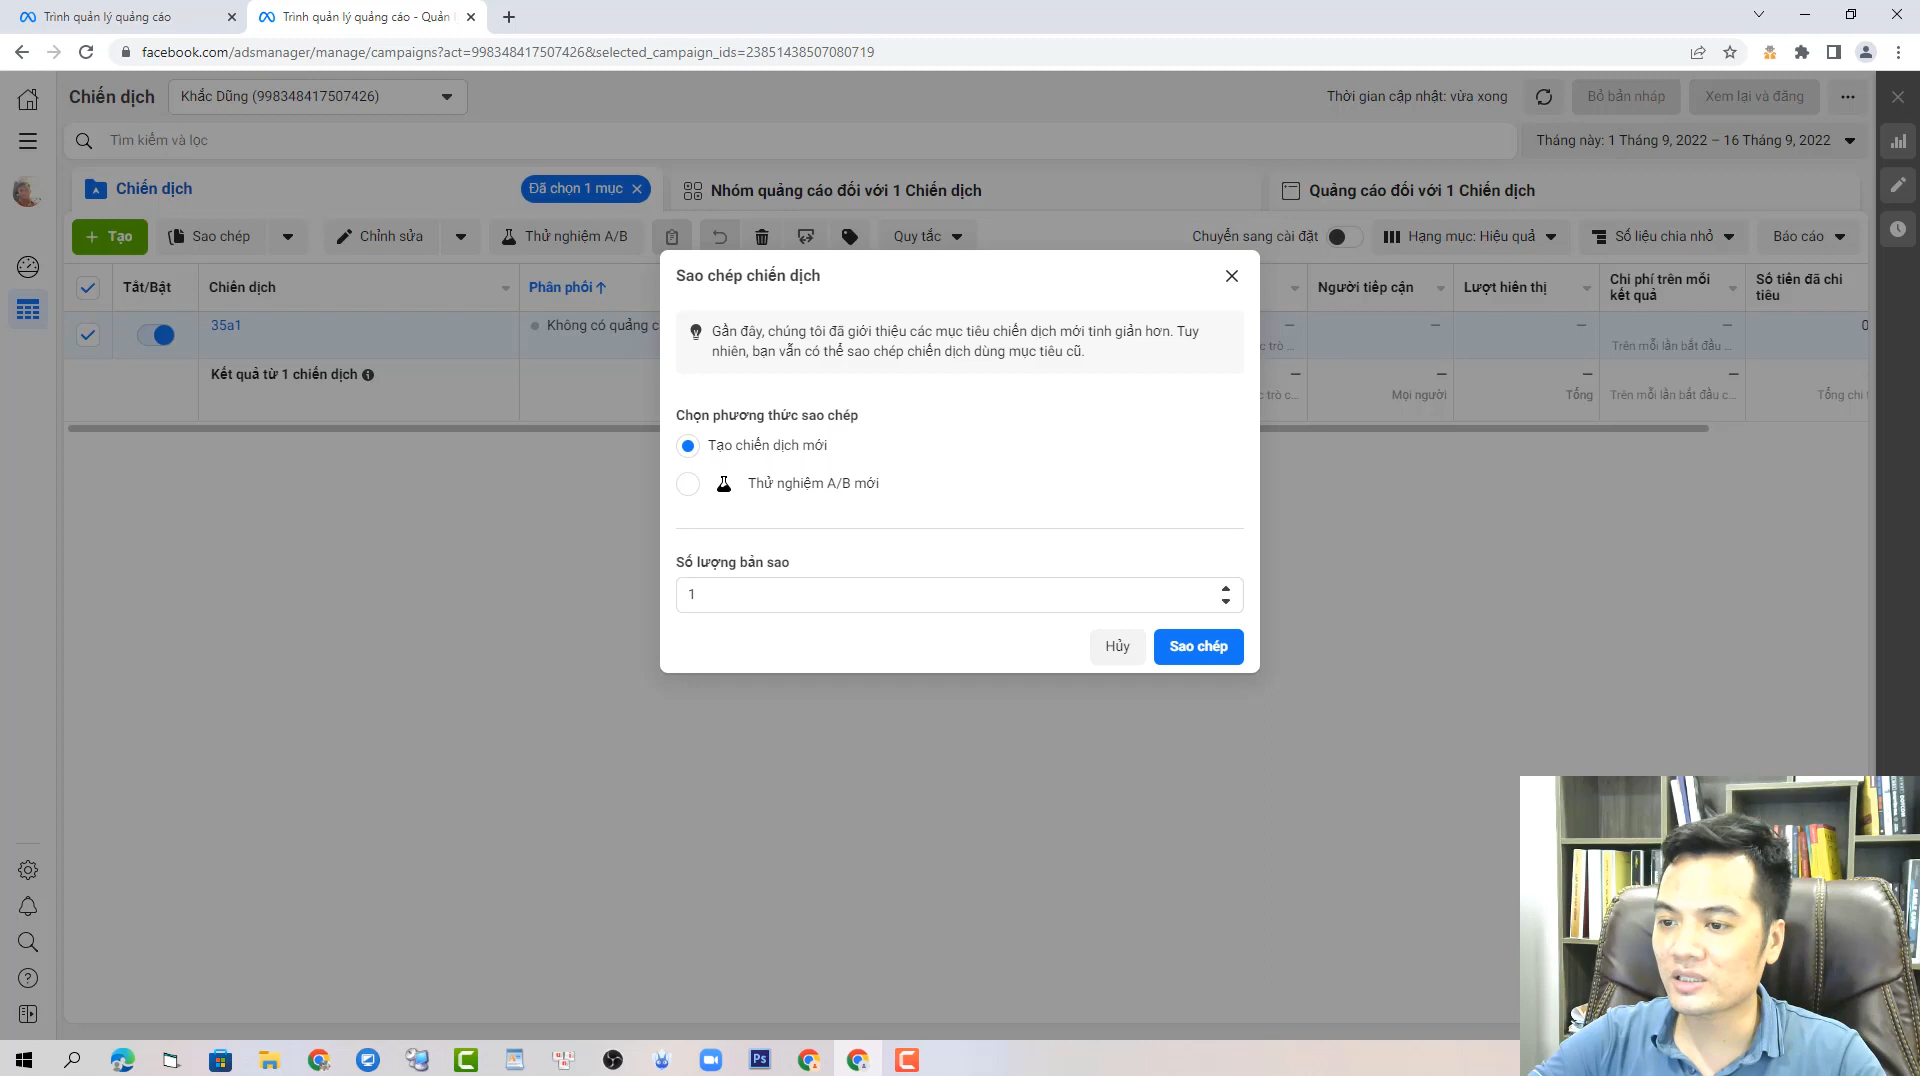 Trình quản lý quảng cáo
Trình quản lý quảng cáo - Quản l
facebook.com/adsmanager/manage/campaigns?act=998348417507426&selected_campaign_ids=23851438507080719
Chiến dịch
Khắc Dũng (998348417507426)
Thời gian cập nhật: vừa xong
Bỏ bản nháp
Xem lại và đăng
Tìm kiếm và lọc
Tháng này: 1 Tháng 9, 2022 – 16 Tháng 9, 2022
Chiến dịch
Đã chọn 1 mục
Nhóm quảng cáo đối với 1 Chiến dịch
Quảng cáo đối với 1 Chiến dịch
Tạo
Sao chép
Chỉnh sửa
Thử nghiệm A/B
Quy tắc
Chuyển sang cài đặt
Hạng mục: Hiệu quả
Số liệu chia nhỏ
Báo cáo
Tắt/Bật
Chiến dịch
Phân phối↑
Người tiếp cận
Lượt hiển thị
Chi phí trên mỗi kết quả
Số tiền đã chi tiêu
35a1
Không có quảng c
—
—
—
—
0
c trò ...
Trên mỗi lần bắt đầu ...
Kết quả từ 1 chiến dịch
—
—
—
—
c trò c...
Mọi người
Tổng
Trên mỗi lần bắt đầu c...
Tổng chi t
Sao chép chiến dịch
Gần đây, chúng tôi đã giới thiệu các mục tiêu chiến dịch mới tinh giản hơn. Tuy
nhiên, bạn vẫn có thể sao chép chiến dịch dùng mục tiêu cũ.
Chọn phương thức sao chép
Tạo chiến dịch mới
Thử nghiệm A/B mới
Số lượng bản sao
1
Hủy
Sao chép
Ps